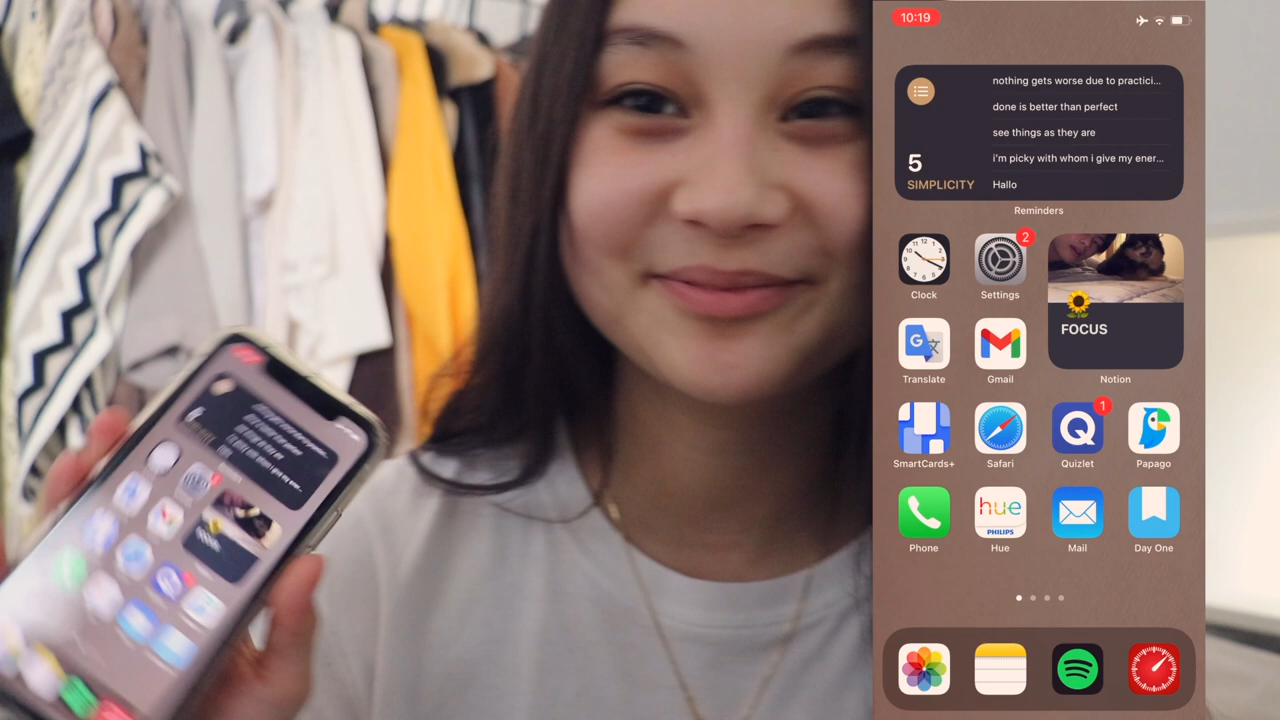 10:19
nothing gets worse due to practici...
done is better than perfect
see things as they are
i'm picky with whom i give my ener...
Hallo
5
SIMPLICITY
Reminders
Clock
Settings
2
FOCUS
Translate
Gmail
Notion
SmartCards+
Safari
Quizlet
1
Papago
hue
PHILIPS
Phone
Hue
Mail
Day One